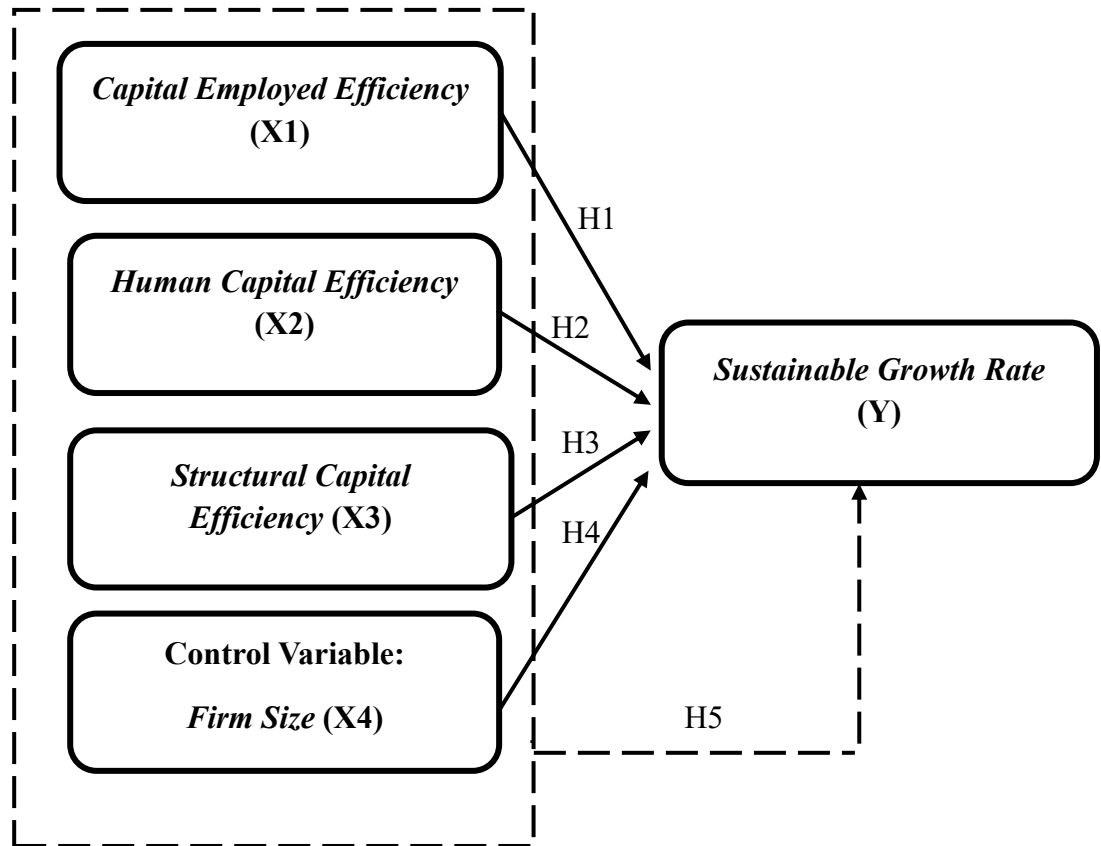 Capital Employed Efficiency
(X1)
H1
Human Capital Efficiency
(X2)
H2
Sustainable Growth Rate
(Y)
Structural Capital
Efficiency (X3)
H3
H4
Control Variable:
Firm Size (X4)
H5